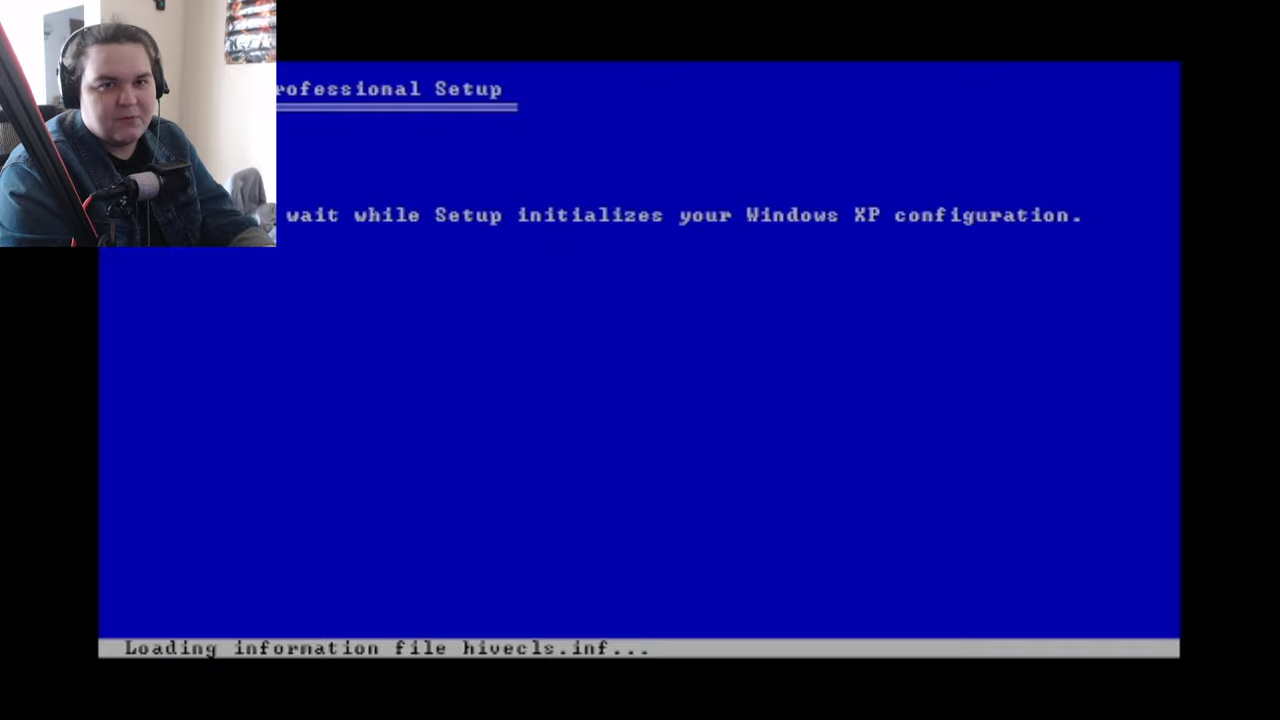 rofessional Setup
wait while Setup initializes your Windows XP configuration.
Loading information file hivecls.inf...